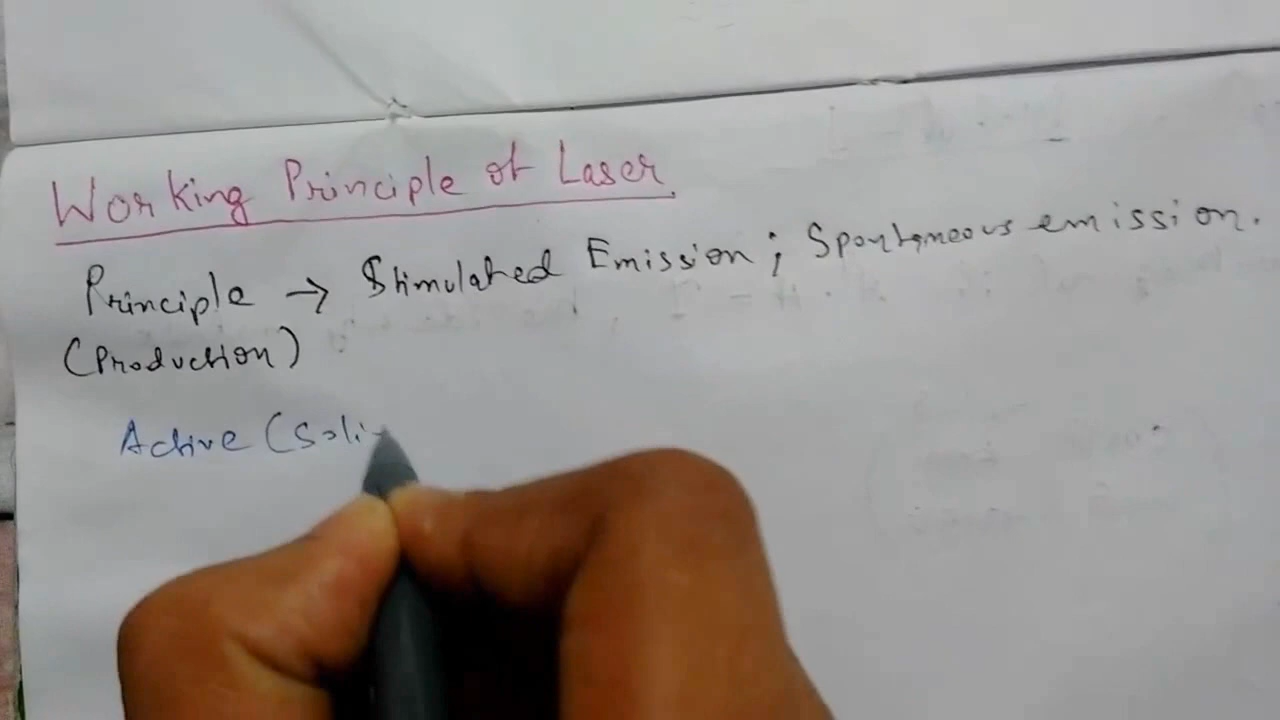 Working Principle of Laser.
Principle → Stimulated Emission ; Spontaneous emission.
(Production)
Active (Soli